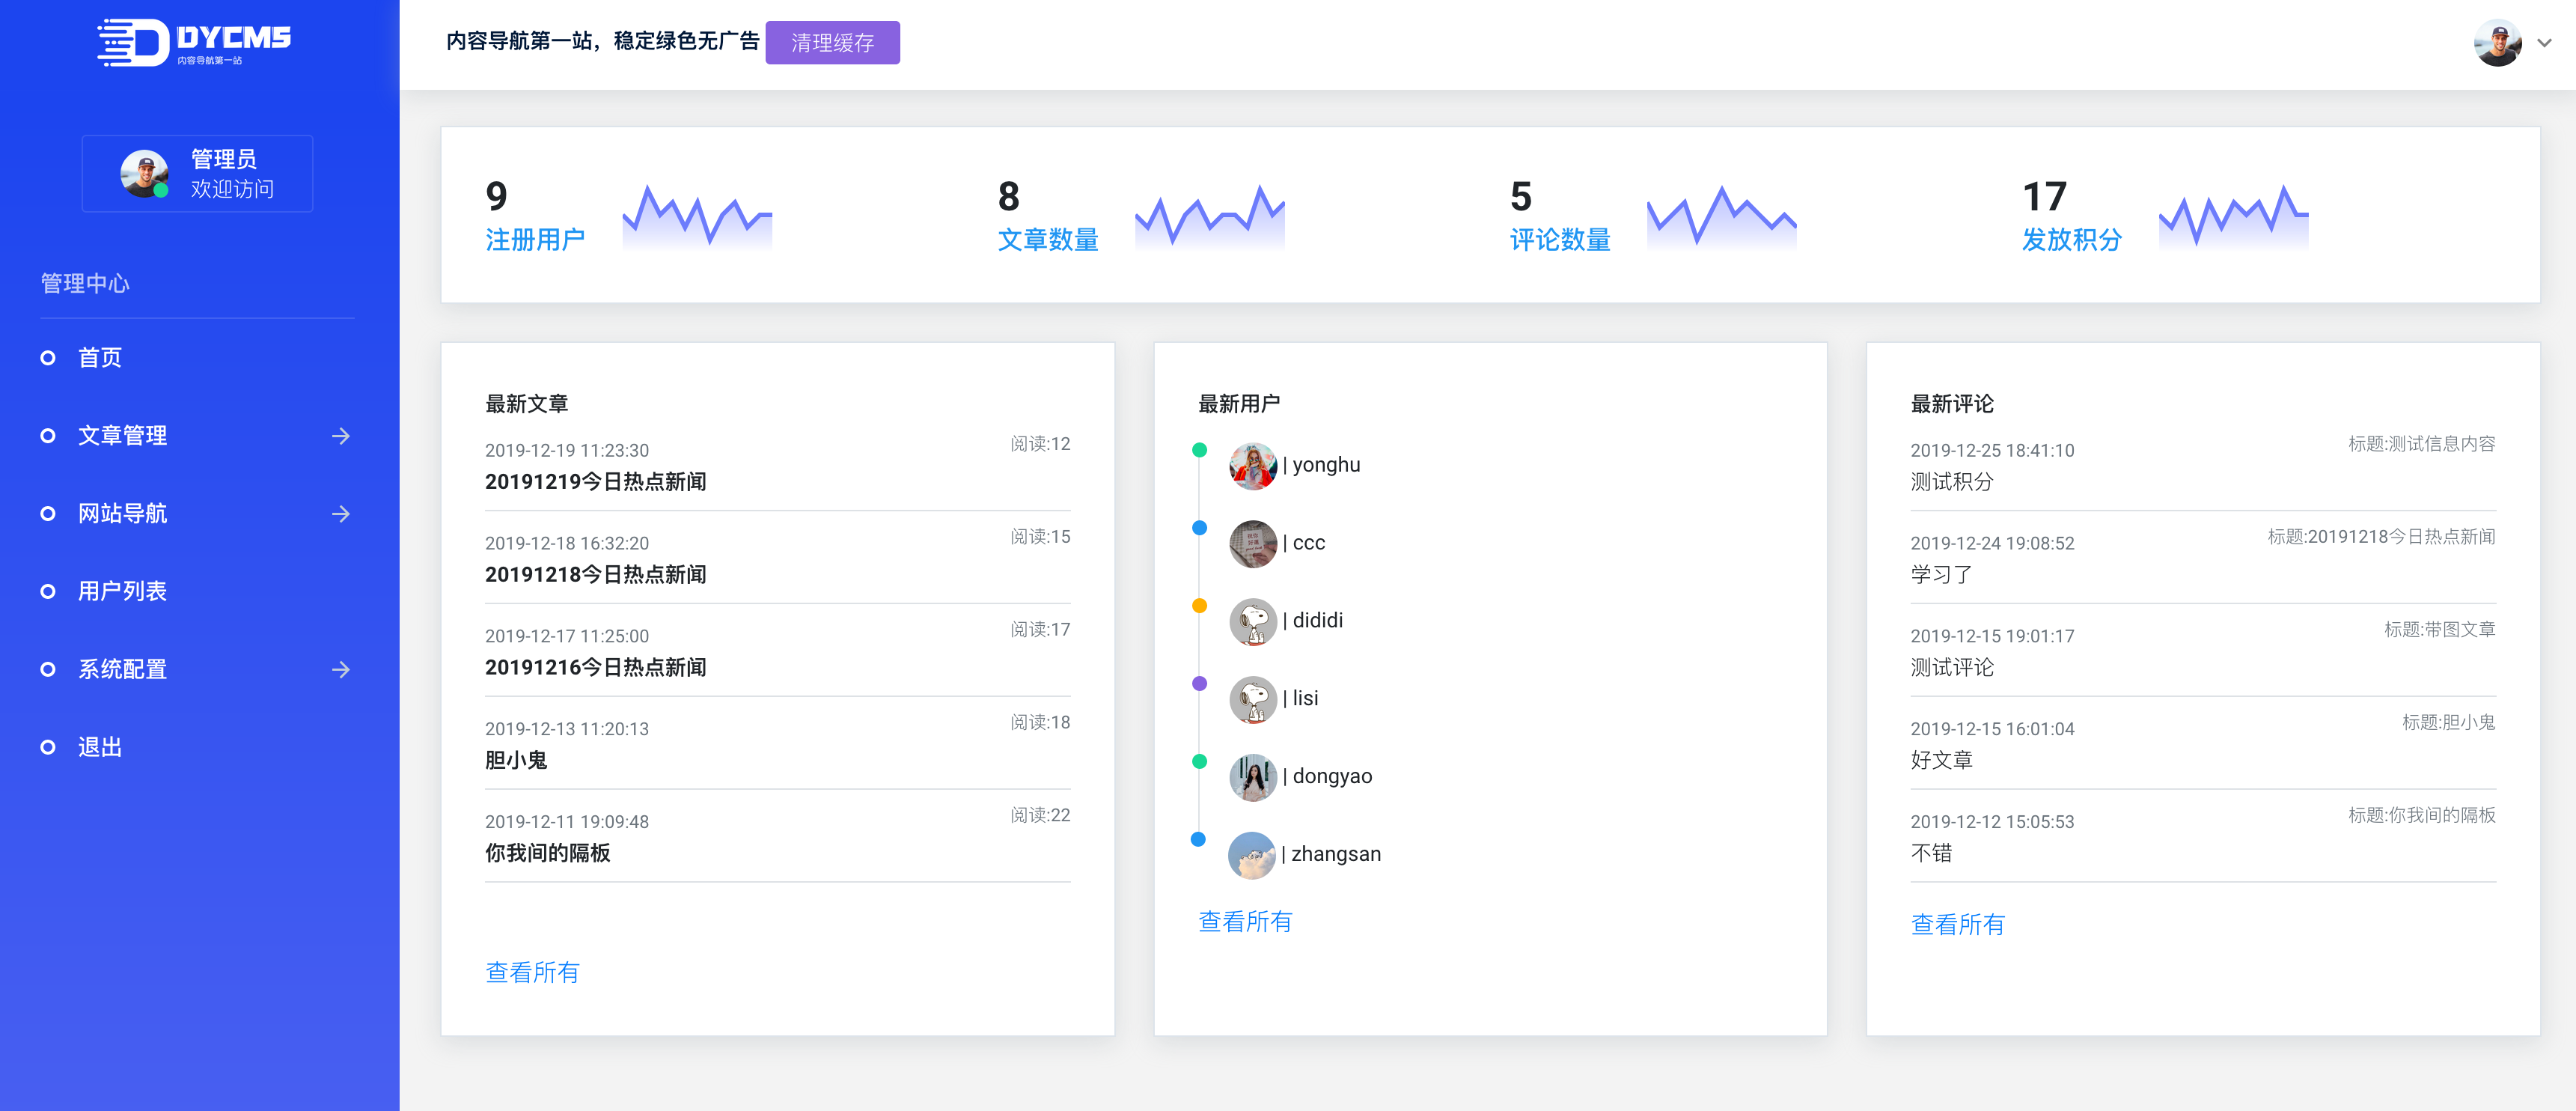 DYCMS
内容导航第一站
管理员
欢迎访问
管理中心
首页
文章管理
网站导航
用户列表
系统配置
退出
内容导航第一站，稳定绿色无广告 清理缓存
9
注册用户
8
文章数量
5
评论数量
17
发放积分
最新文章
2019-12-19 11:23:30 阅读:12
20191219今日热点新闻
2019-12-18 16:32:20 阅读:15
20191218今日热点新闻
2019-12-17 11:25:00 阅读:17
20191216今日热点新闻
2019-12-13 11:20:13 阅读:18
胆小鬼
2019-12-11 19:09:48 阅读:22
你我间的隔板
查看所有
最新用户
| yonghu
| ccc
| dididi
| lisi
| dongyao
| zhangsan
查看所有
最新评论
2019-12-25 18:41:10 标题:测试信息内容
测试积分
2019-12-24 19:08:52 标题:20191218今日热点新闻
学习了
2019-12-15 19:01:17 标题:带图文章
测试评论
2019-12-15 16:01:04 标题:胆小鬼
好文章
2019-12-12 15:05:53 标题:你我间的隔板
不错
查看所有